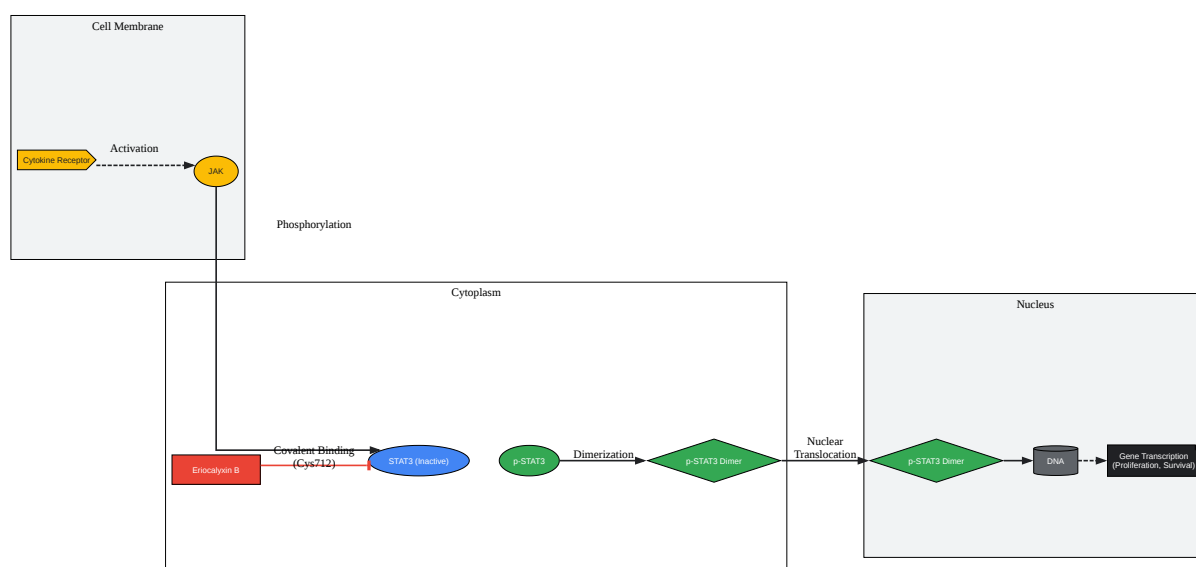 Cell Membrane
Cytokine Receptor
Activation
JAK
Phosphorylation
Cytoplasm
Nucleus
Eriocalyxin B
Covalent Binding
(Cys712)
STAT3 (Inactive)
p-STAT3
Dimerization
p-STAT3 Dimer
Nuclear
Translocation
p-STAT3 Dimer
DNA
Gene Transcription
(Proliferation, Survival)